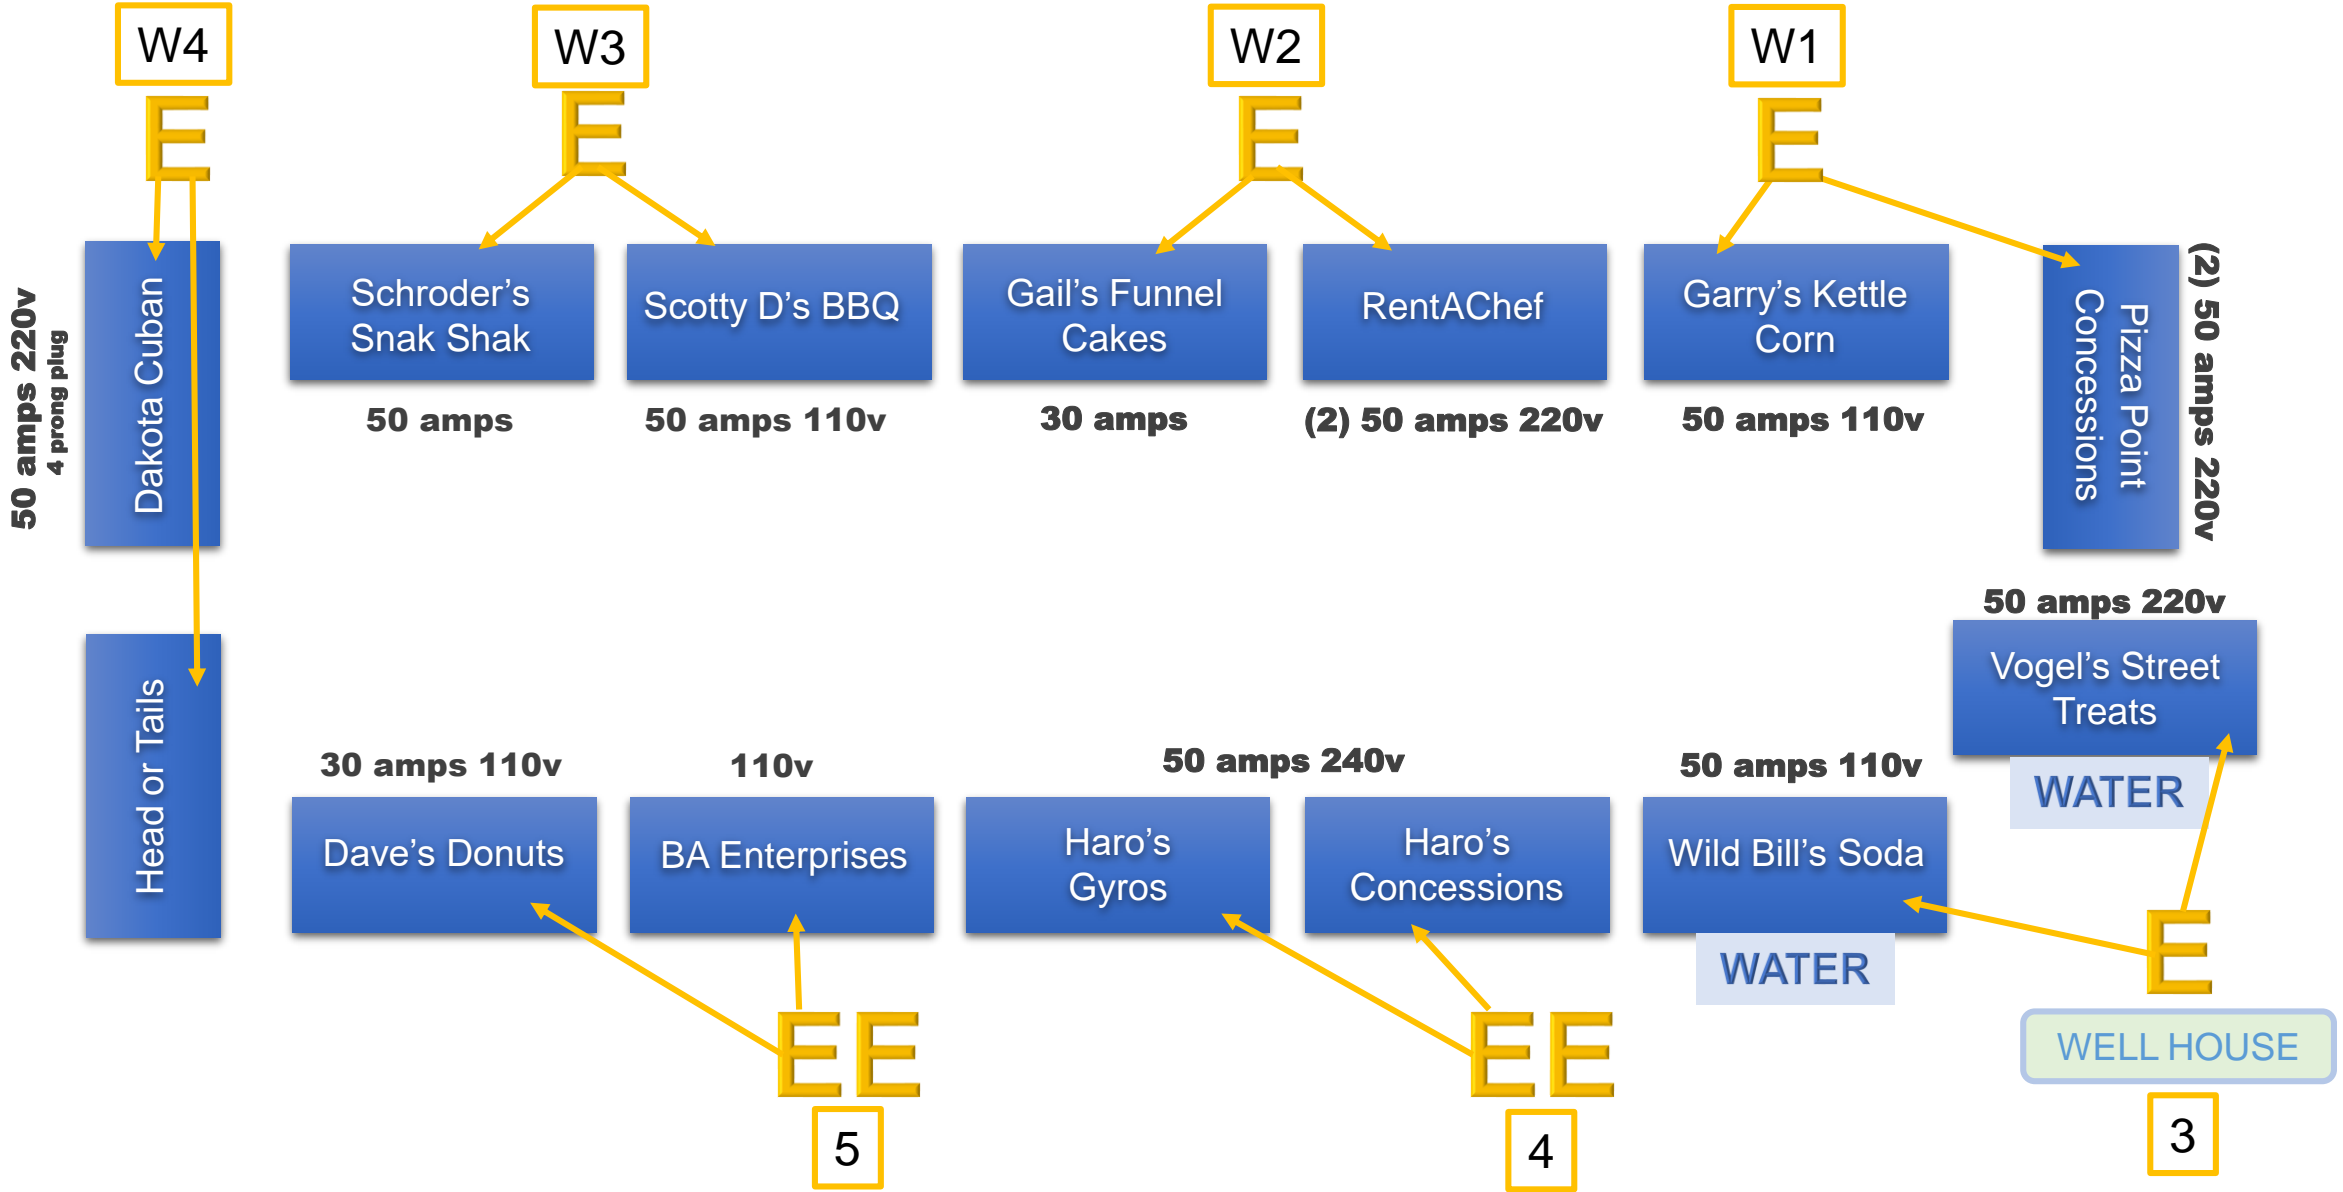 W4
W3
W2
W1
E
E
E
E
50 amps 220v
4 prong plug
Dakota Cuban
Schroder’s
Snak Shak
50 amps
Scotty D’s BBQ
50 amps 110v
Gail’s Funnel
Cakes
30 amps
RentAChef
(2) 50 amps 220v
Garry’s Kettle
Corn
50 amps 110v
Pizza Point
Concessions
(2) 50 amps 220v
50 amps 220v
Vogel’s Street
Treats
WATER
Head or Tails
30 amps 110v
Dave’s Donuts
110v
BA Enterprises
50 amps 240v
Haro’s
Gyros
Haro’s
Concessions
50 amps 110v
Wild Bill’s Soda
WATER
E
WELL HOUSE
3
EE
5
EE
4